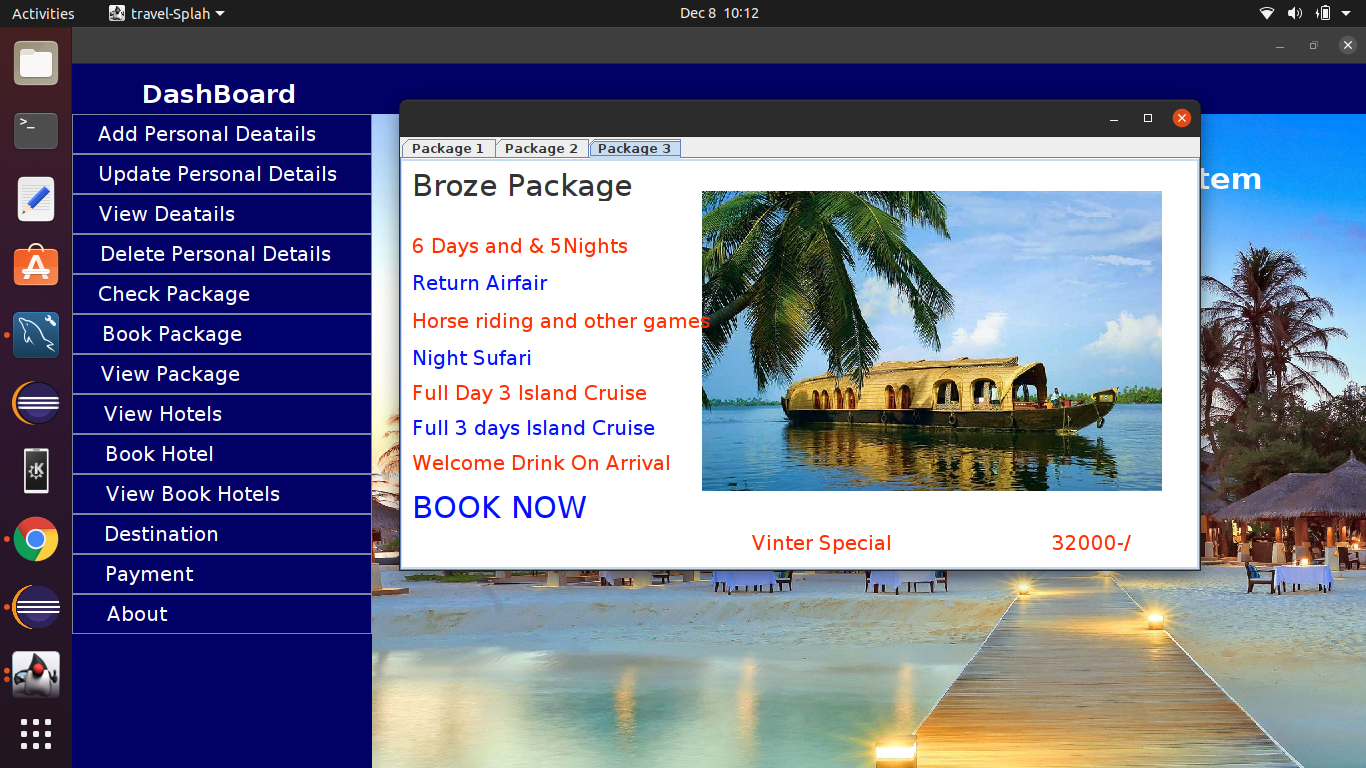 Activities
travel-Splah
Dec 8 10:12
DashBoard
Add Personal Deatails
Update Personal Details
View Deatails
Delete Personal Details
Check Package
Book Package
View Package
View Hotels
Book Hotel
View Book Hotels
Destination
Payment
About
tem
Package 1
Package 2
Package 3
Broze Package
6 Days and & 5Nights
Return Airfair
Horse riding and other games
Night Sufari
Full Day 3 Island Cruise
Full 3 days Island Cruise
Welcome Drink On Arrival
BOOK NOW
Vinter Special
32000-/